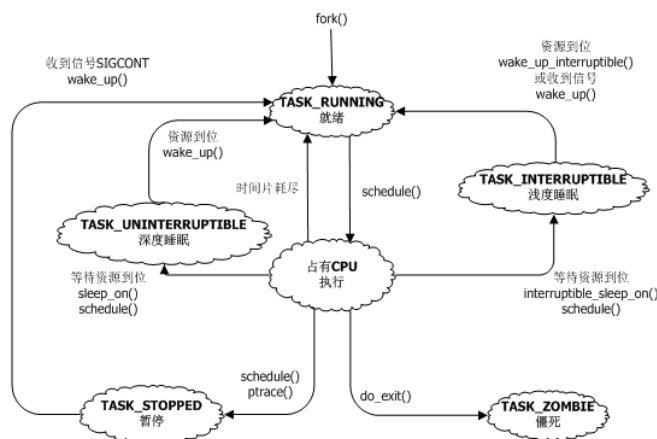 fork()
收到信号SIGCONT
wake_up()
资源到位
wake_up_interruptible()
或收到信号
wake_up()
TASK_RUNNING
就绪
资源到位
wake_up()
时间片耗尽
schedule()
TASK_INTERRUPTIBLE
浅度睡眠
TASK_UNINTERRUPTIBLE
深度睡眠
占有CPU
执行
等待资源到位
sleep_on()
schedule()
等待资源到位
interruptible_sleep_on()
schedule()
schedule()
ptrace()
do_exit()
TASK_STOPPED
暂停
TASK_ZOMBIE
僵死